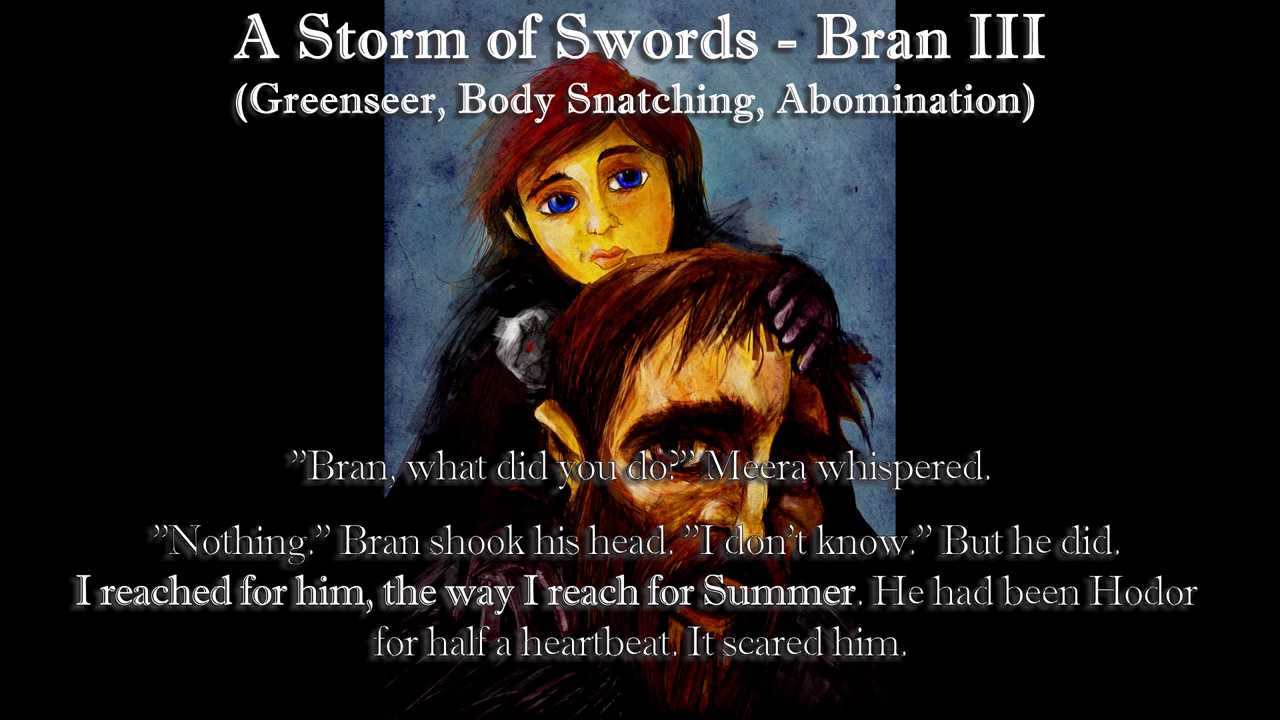 A Storm of Swords - Bran III
(Greenseer, Body Snatching, Abomination)
”Bran, what did you do?” Meera whispered.
”Nothing.” Bran shook his head. ”I don’t know.” But he did.
I reached for him, the way I reach for Summer. He had been Hodor
for half a heartbeat. It scared him.